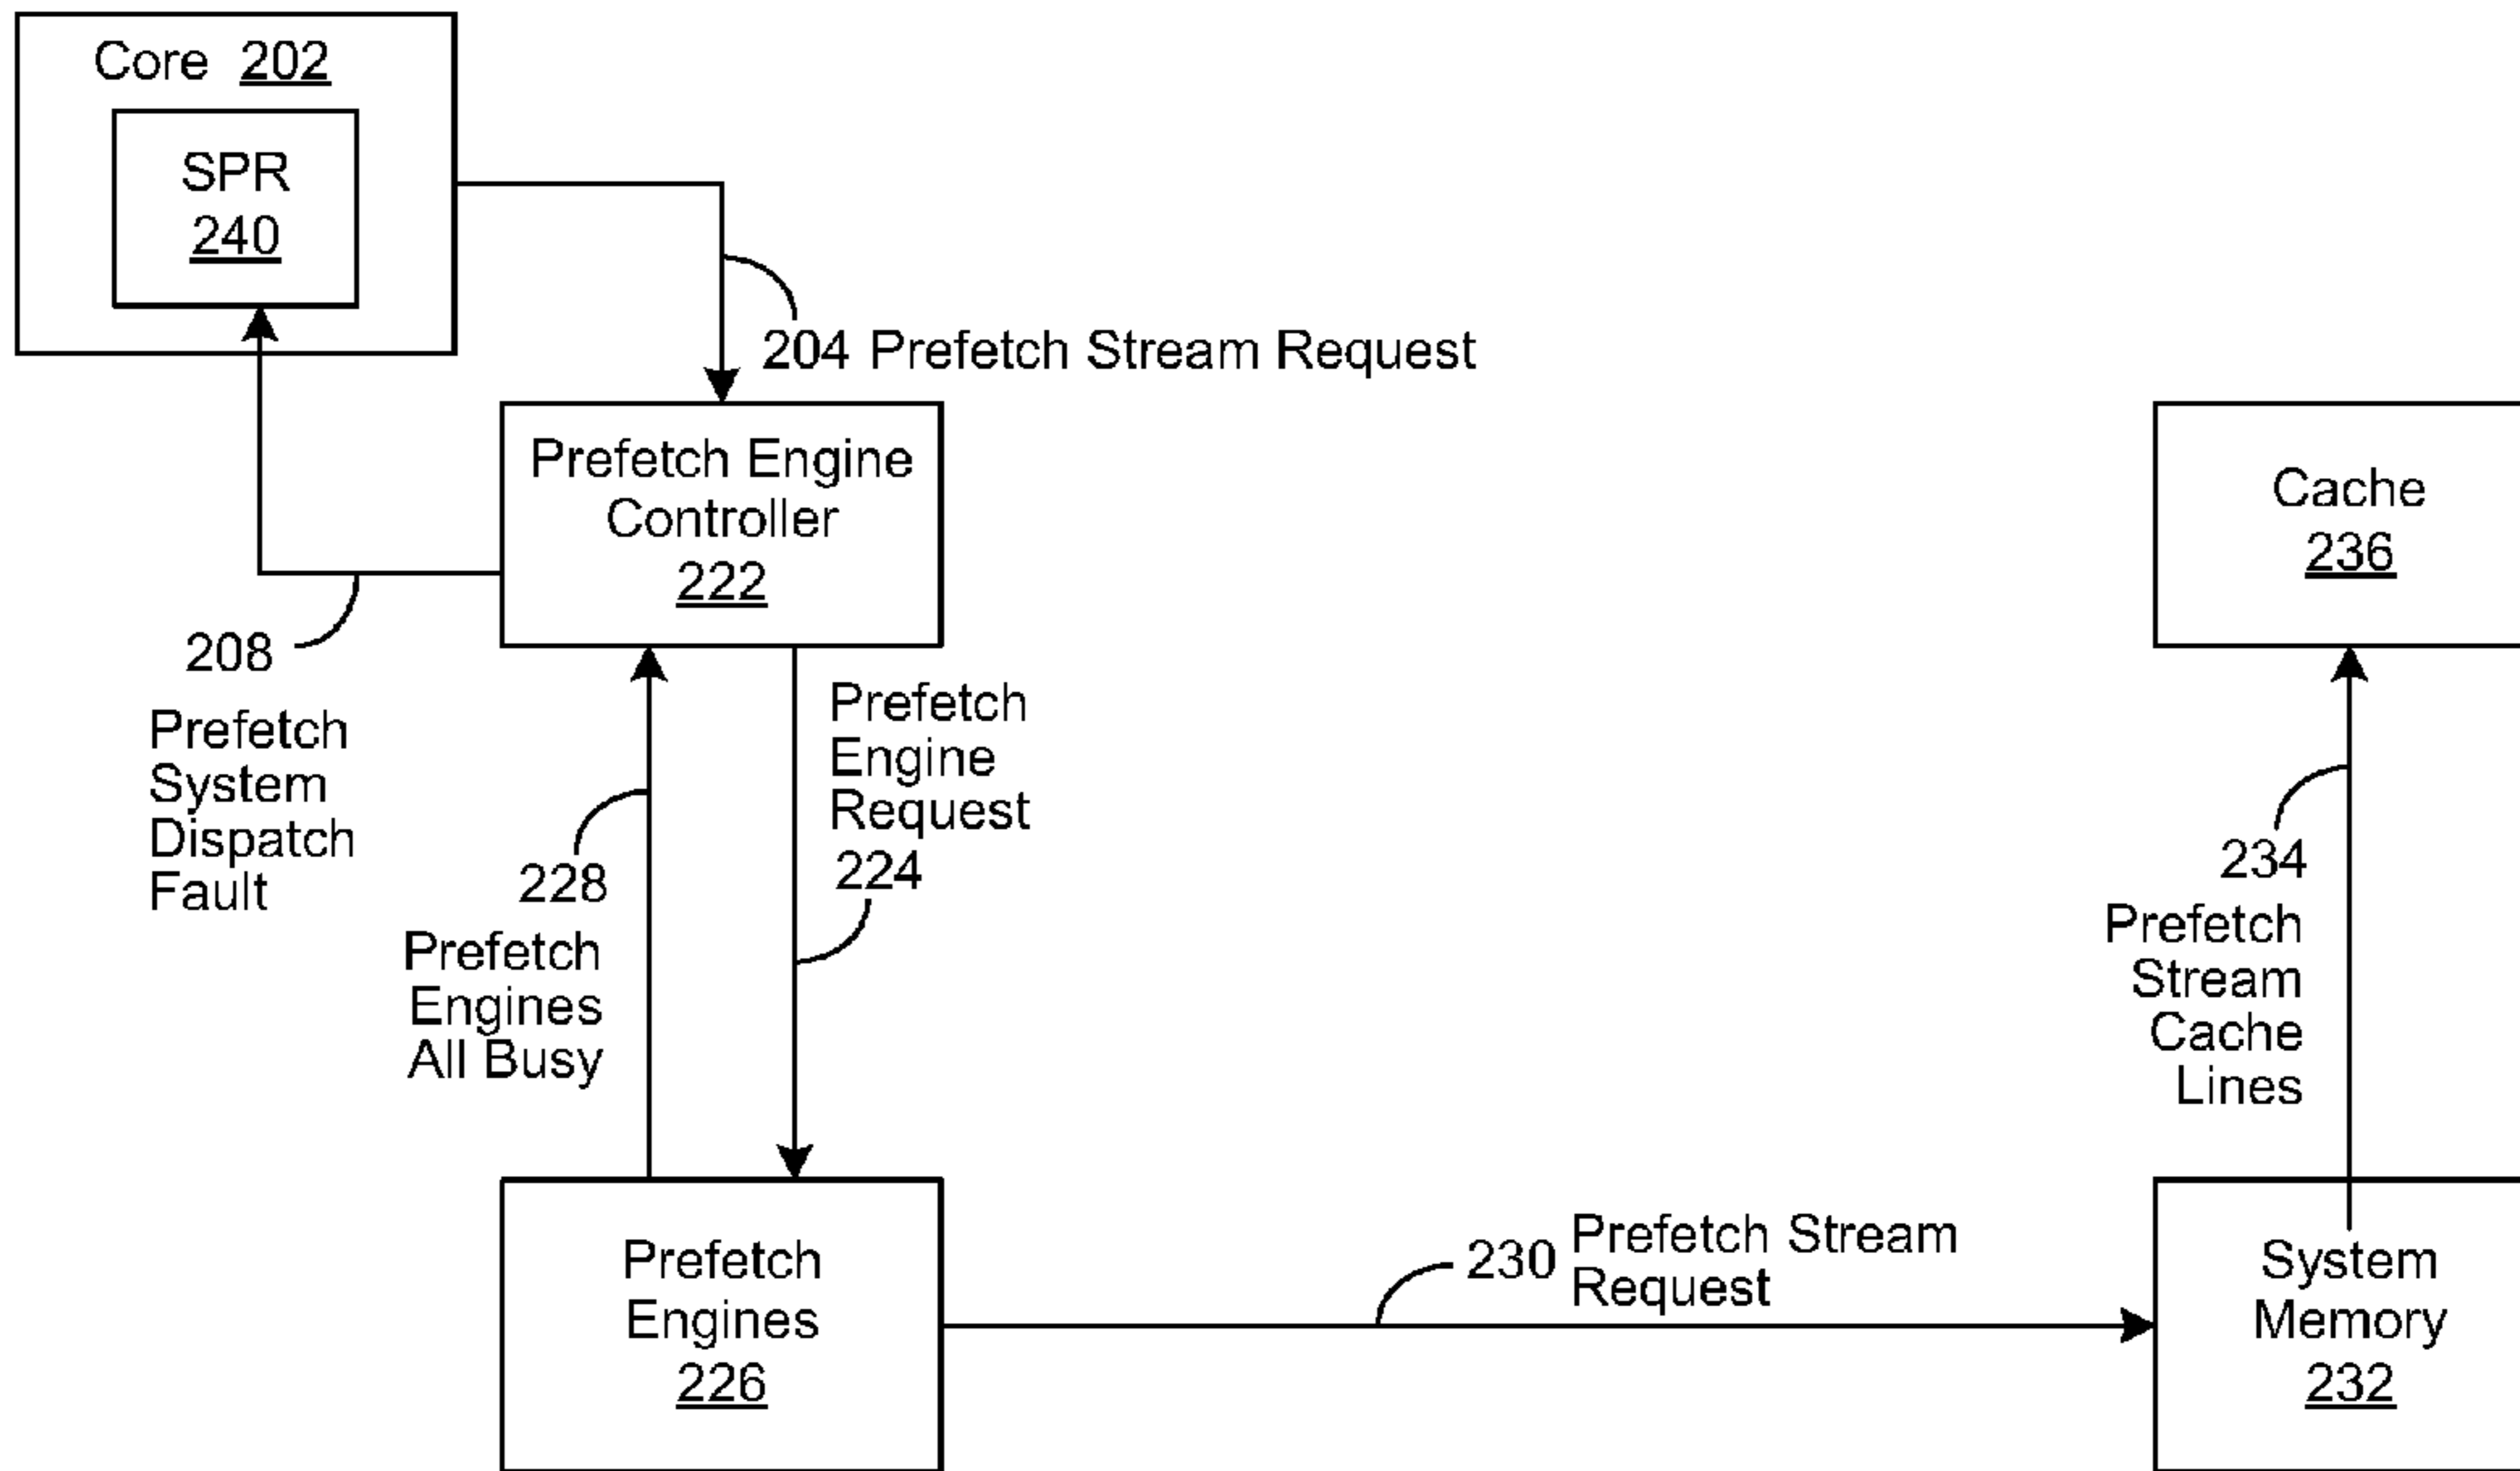 Core 202
SPR
240
204 Prefetch Stream Request
Prefetch Engine
Controller
222
Cache
236
208
Prefetch
System
Dispatch
Fault
228
Prefetch
Engines
All Busy
Prefetch
Engine
Request
224
234
Prefetch
Stream
Cache
Lines
Prefetch
Engines
226
230 Prefetch Stream
Request
System
Memory
232